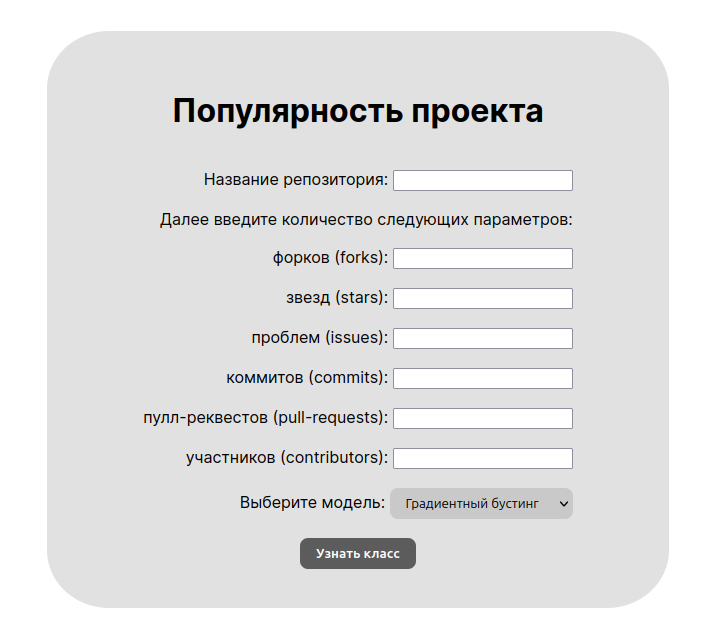 Популярность проекта
Название репозитория:
Далее введите количество следующих параметров:
форков (forks):
звезд (stars):
проблем (issues):
коммитов (commits):
пулл-реквестов (pull-requests):
участников (contributors):
Выберите модель: Градиентный бустинг
Узнать класс